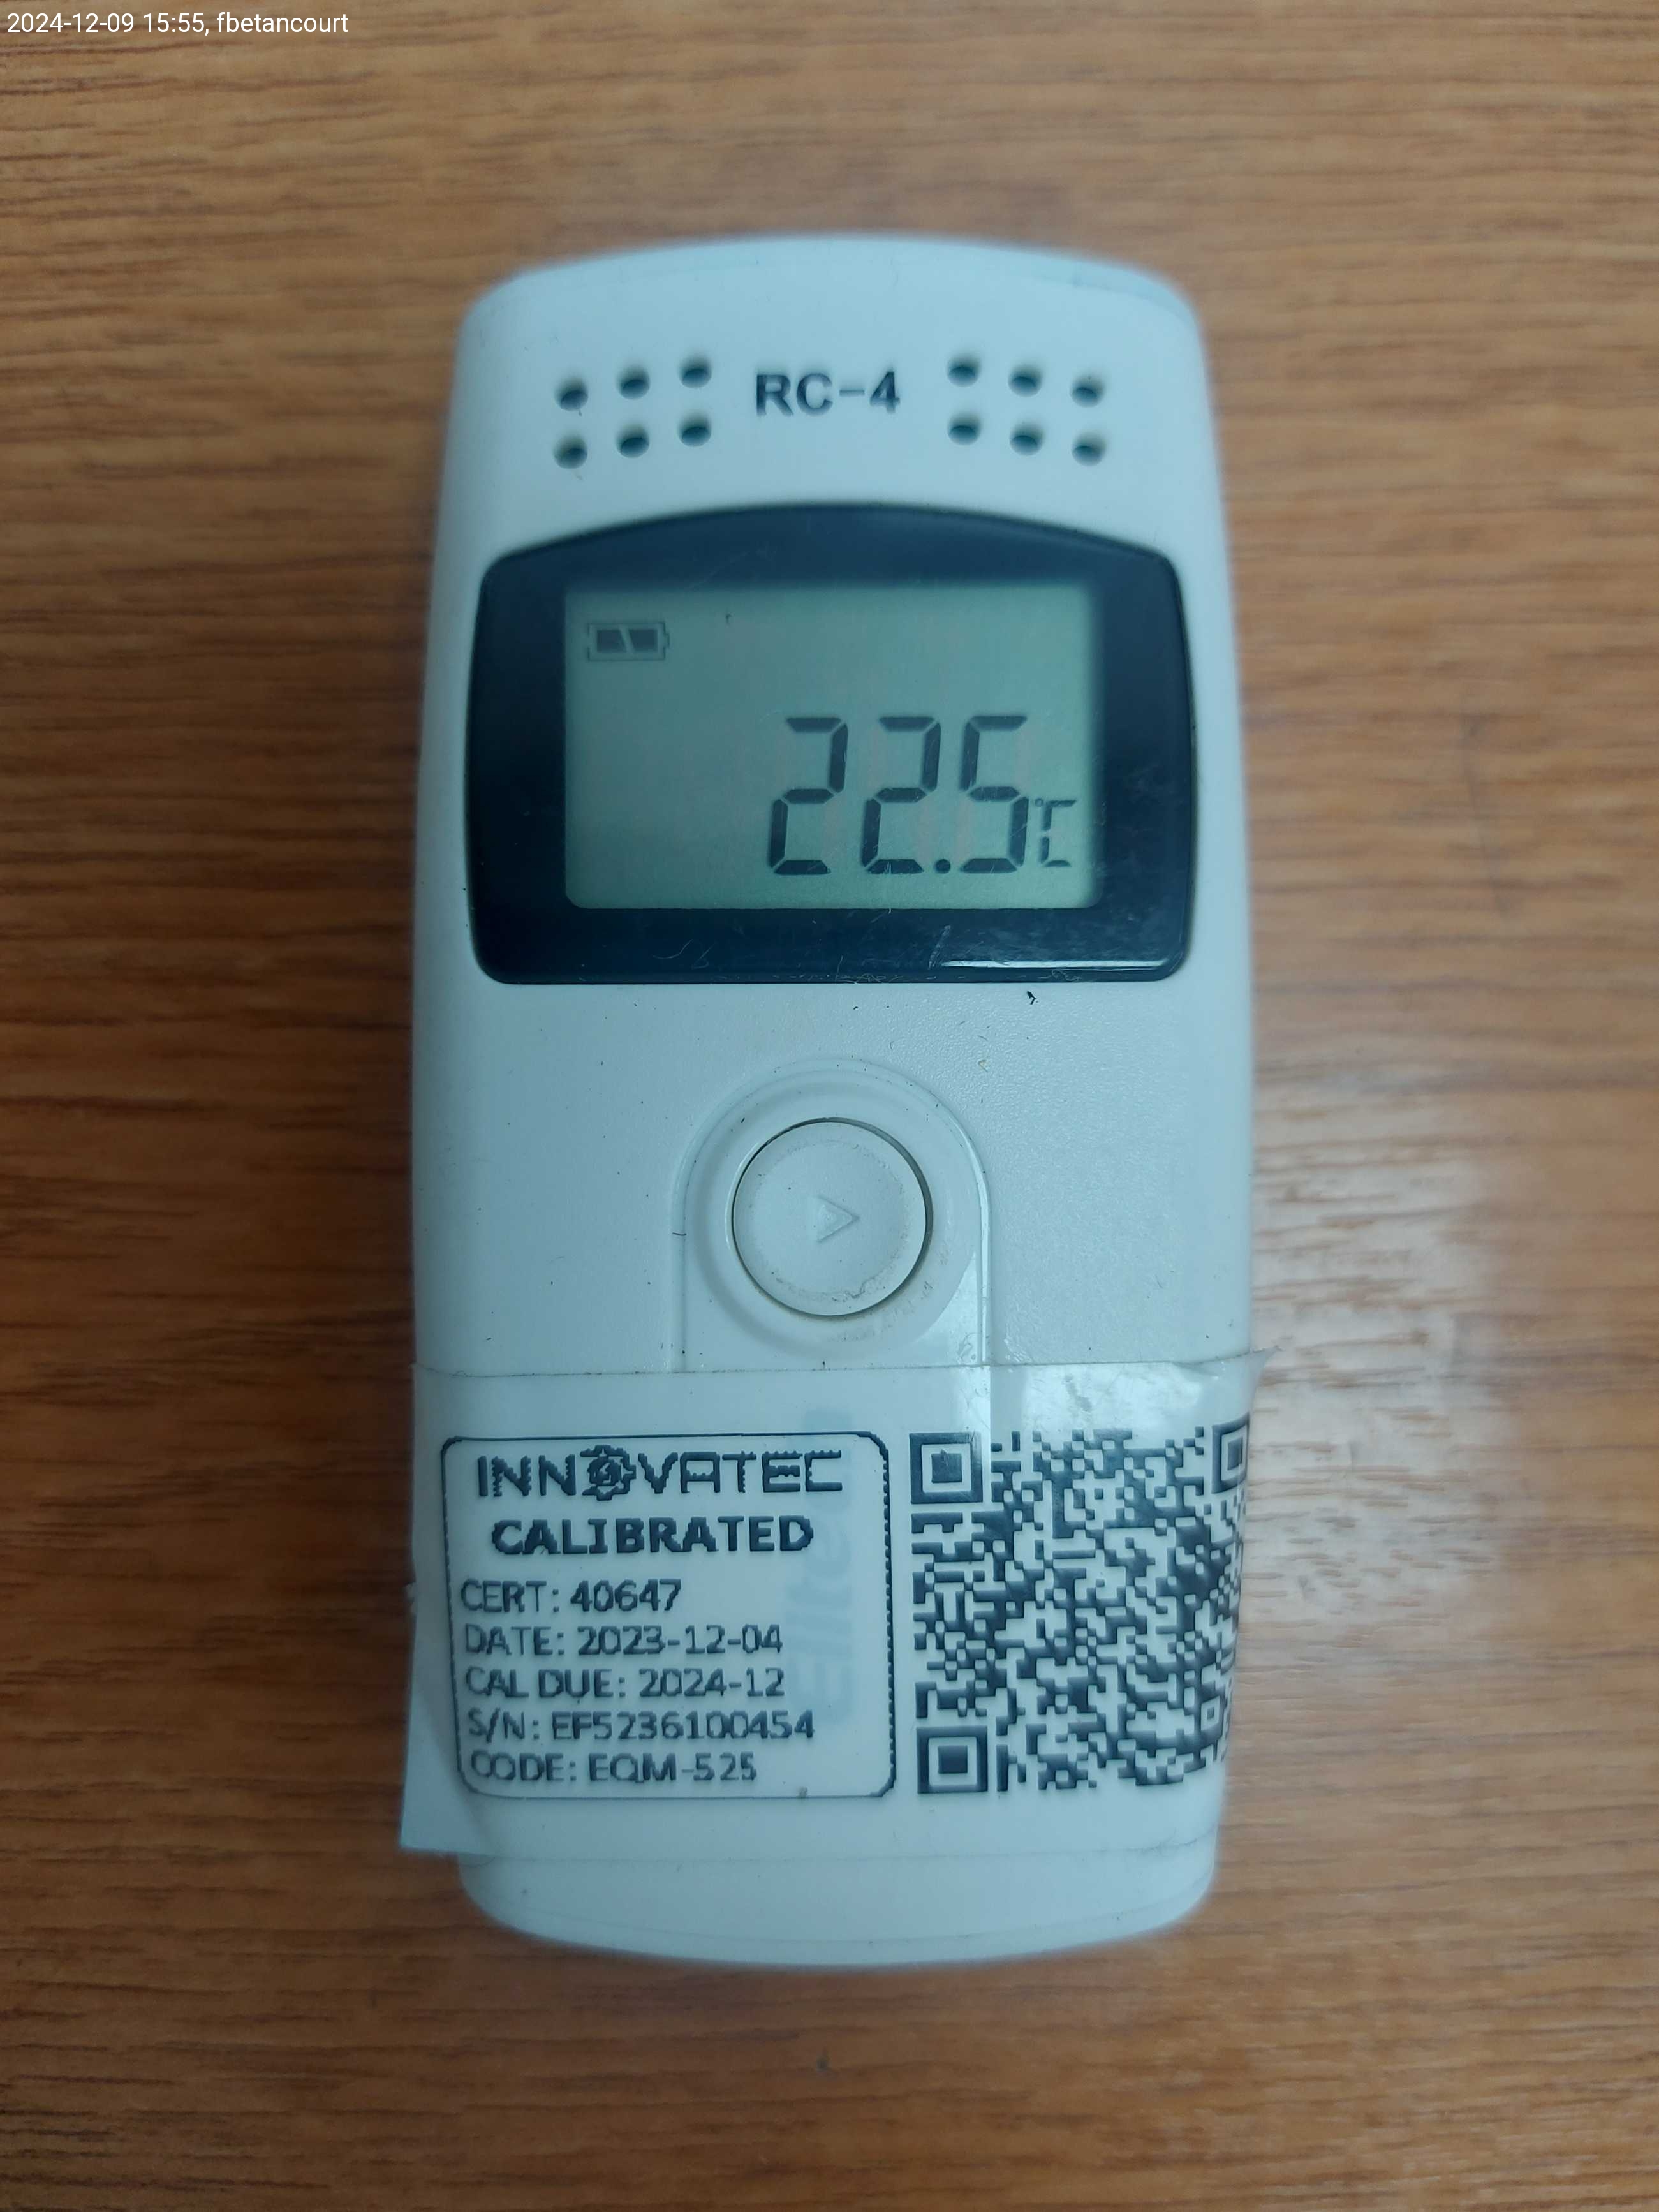 2024-12-09 15:55, fbetancourt
RC-4
22.5℃
INNOVATEC
CALIBRATED
CERT: 40647
DATE: 2023-12-04
CAL DUE: 2024-12
S/N: EF5236100454
CODE: EQM-525
Elitech